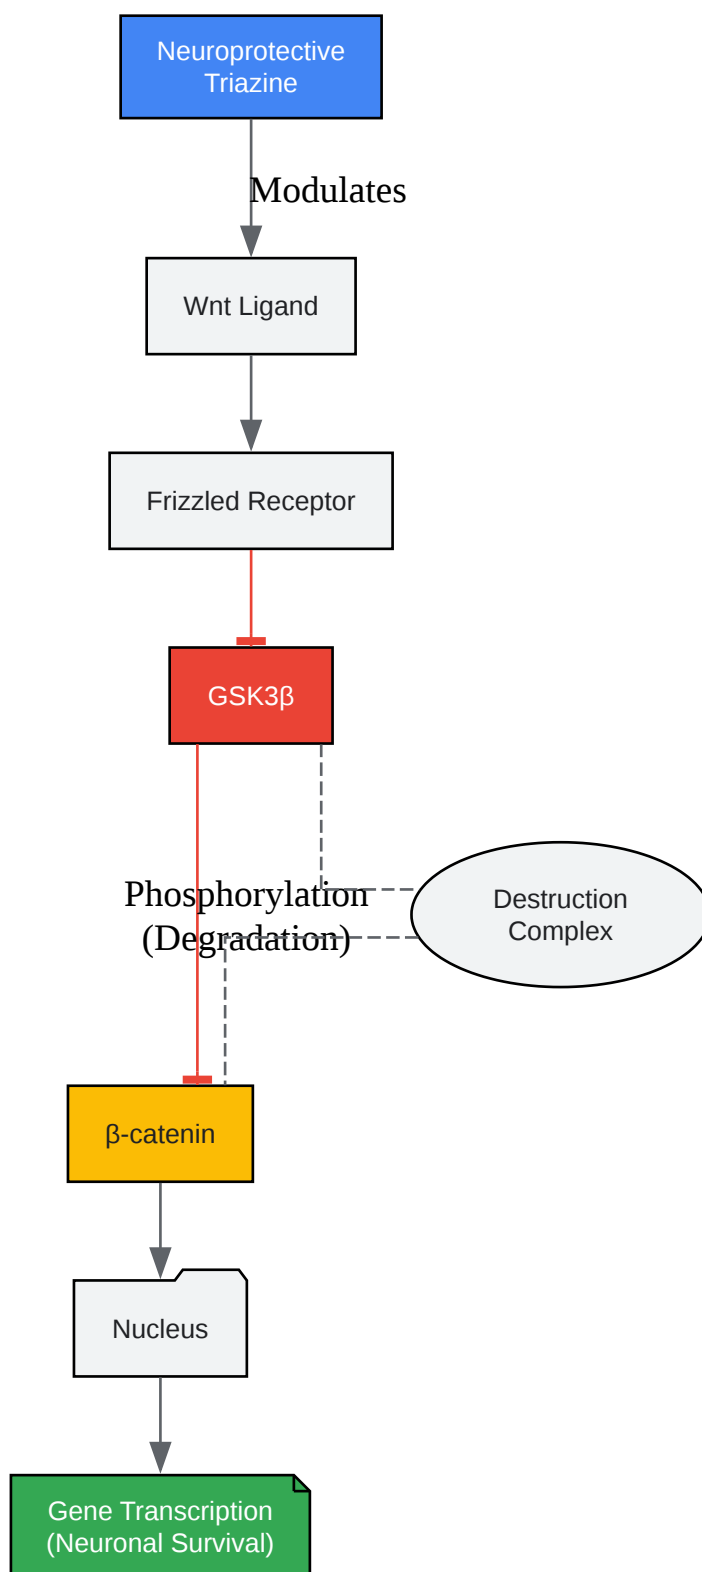 Neuroprotective
Triazine
Modulates
Wnt Ligand
Frizzled Receptor
GSK3β
Phosphorylation
(Degradation)
Destruction
Complex
β-catenin
Nucleus
Gene Transcription
(Neuronal Survival)